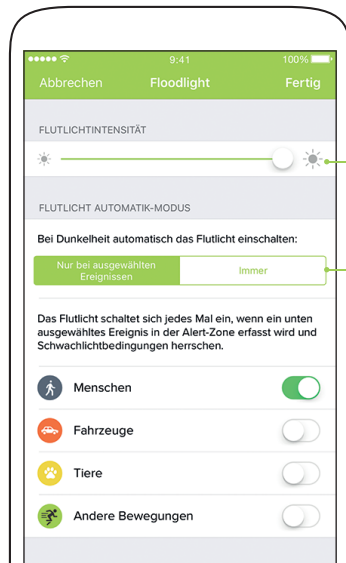 9:41
100%
Abbrechen Floodlight Fertig
FLUTLICHTINTENSITÄT
FLUTLICHT AUTOMATIK-MODUS
Bei Dunkelheit automatisch das Flutlicht einschalten:
Nur bei ausgewählten
Ereignissen
Immer
Das Flutlicht schaltet sich jedes Mal ein, wenn ein unten
ausgewähltes Ereignis in der Alert-Zone erfasst wird und
Schwachlichtbedingungen herrschen.
Menschen
Fahrzeuge
Tiere
Andere Bewegungen